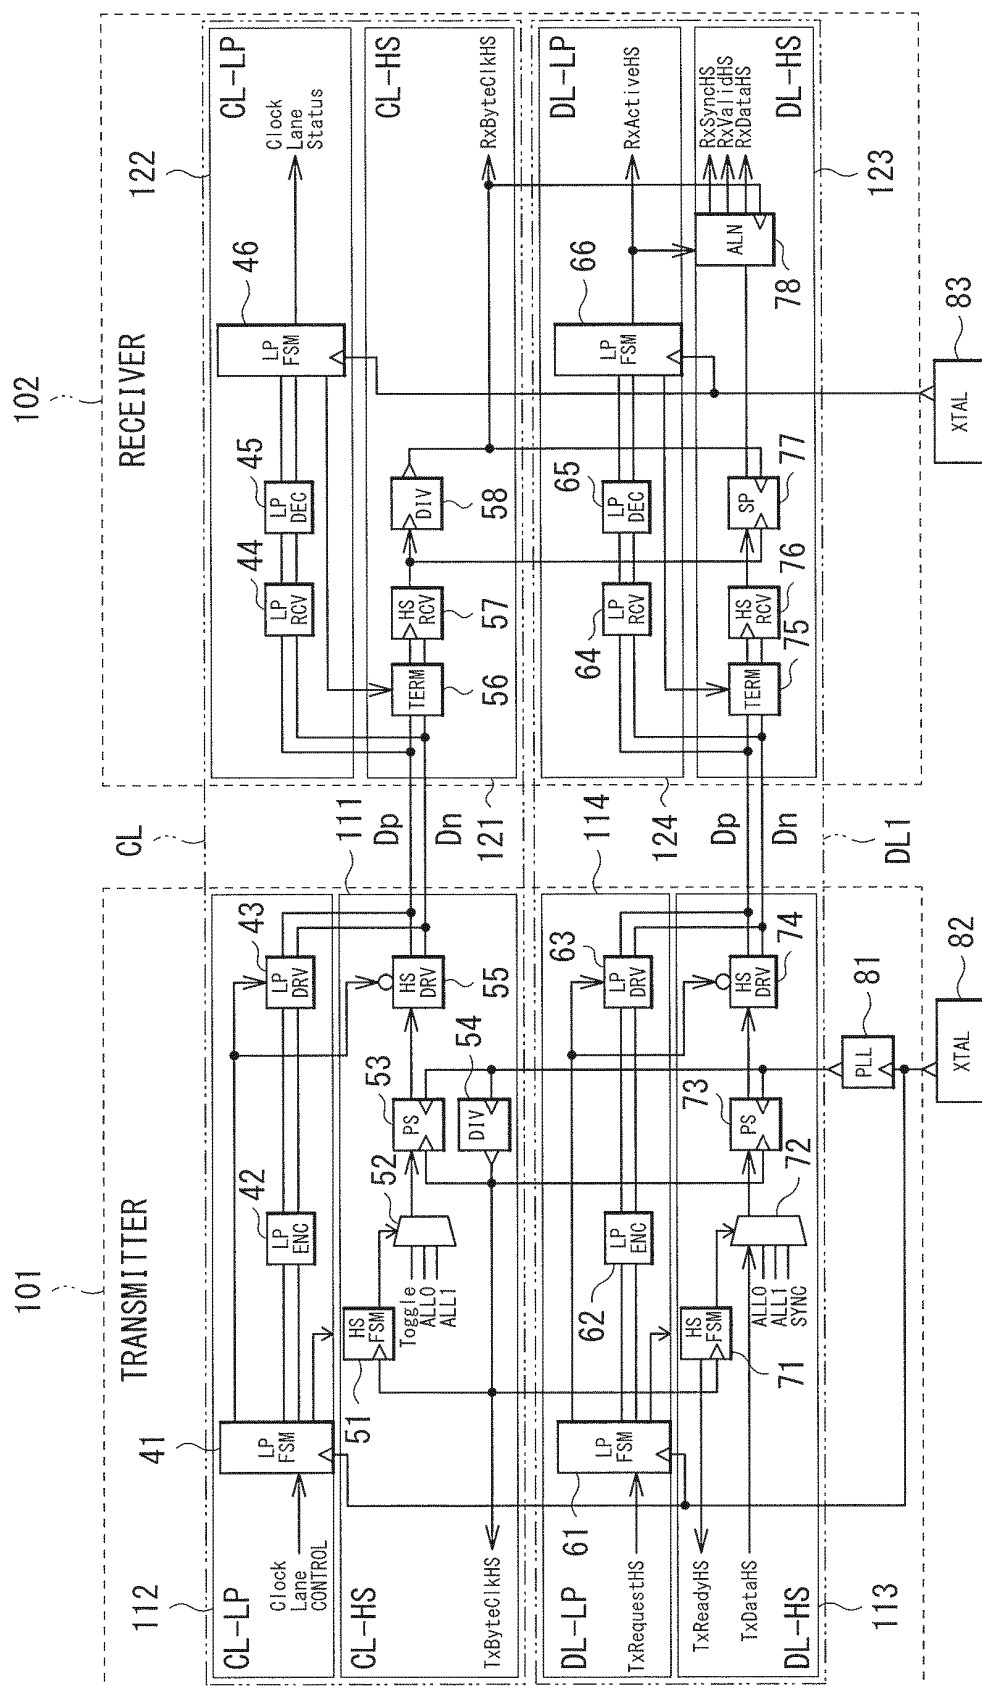 101
TRANSMITTER
102
RECEIVER
112
CL-LP
Clock
Lane
CONTROL
41
LP
FSM
42
LP
ENC
43
LP
DRV
CL
111
44
LP
RCV
45
LP
DEC
46
LP
FSM
Clock
Lane
Status
122
CL-LP
CL-HS
TxByteClkHS
51
HS
FSM
Toggle
ALL0
ALL1
52
53
PS
54
DIV
HS
DRV
55
Dp
Dn
121
TERM
56
HS
RCV
57
DIV
58
RxByteClkHS
CL-HS
DL-LP
TxRequestHS
61
LP
FSM
62
LP
ENC
63
LP
DRV
114
124
64
LP
RCV
65
LP
DEC
66
LP
FSM
RxActiveHS
DL-LP
DL-HS
TxReadyHS
TxDataHS
113
HS
FSM
71
ALL0
ALL1
SYNC
72
73
PS
HS
DRV
74
Dp
Dn
DL1
TERM
75
HS
RCV
76
SP
77
ALN
78
RxSyncHS
RxValidHS
RxDataHS
DL-HS
123
PLL
81
XTAL
82
XTAL
83